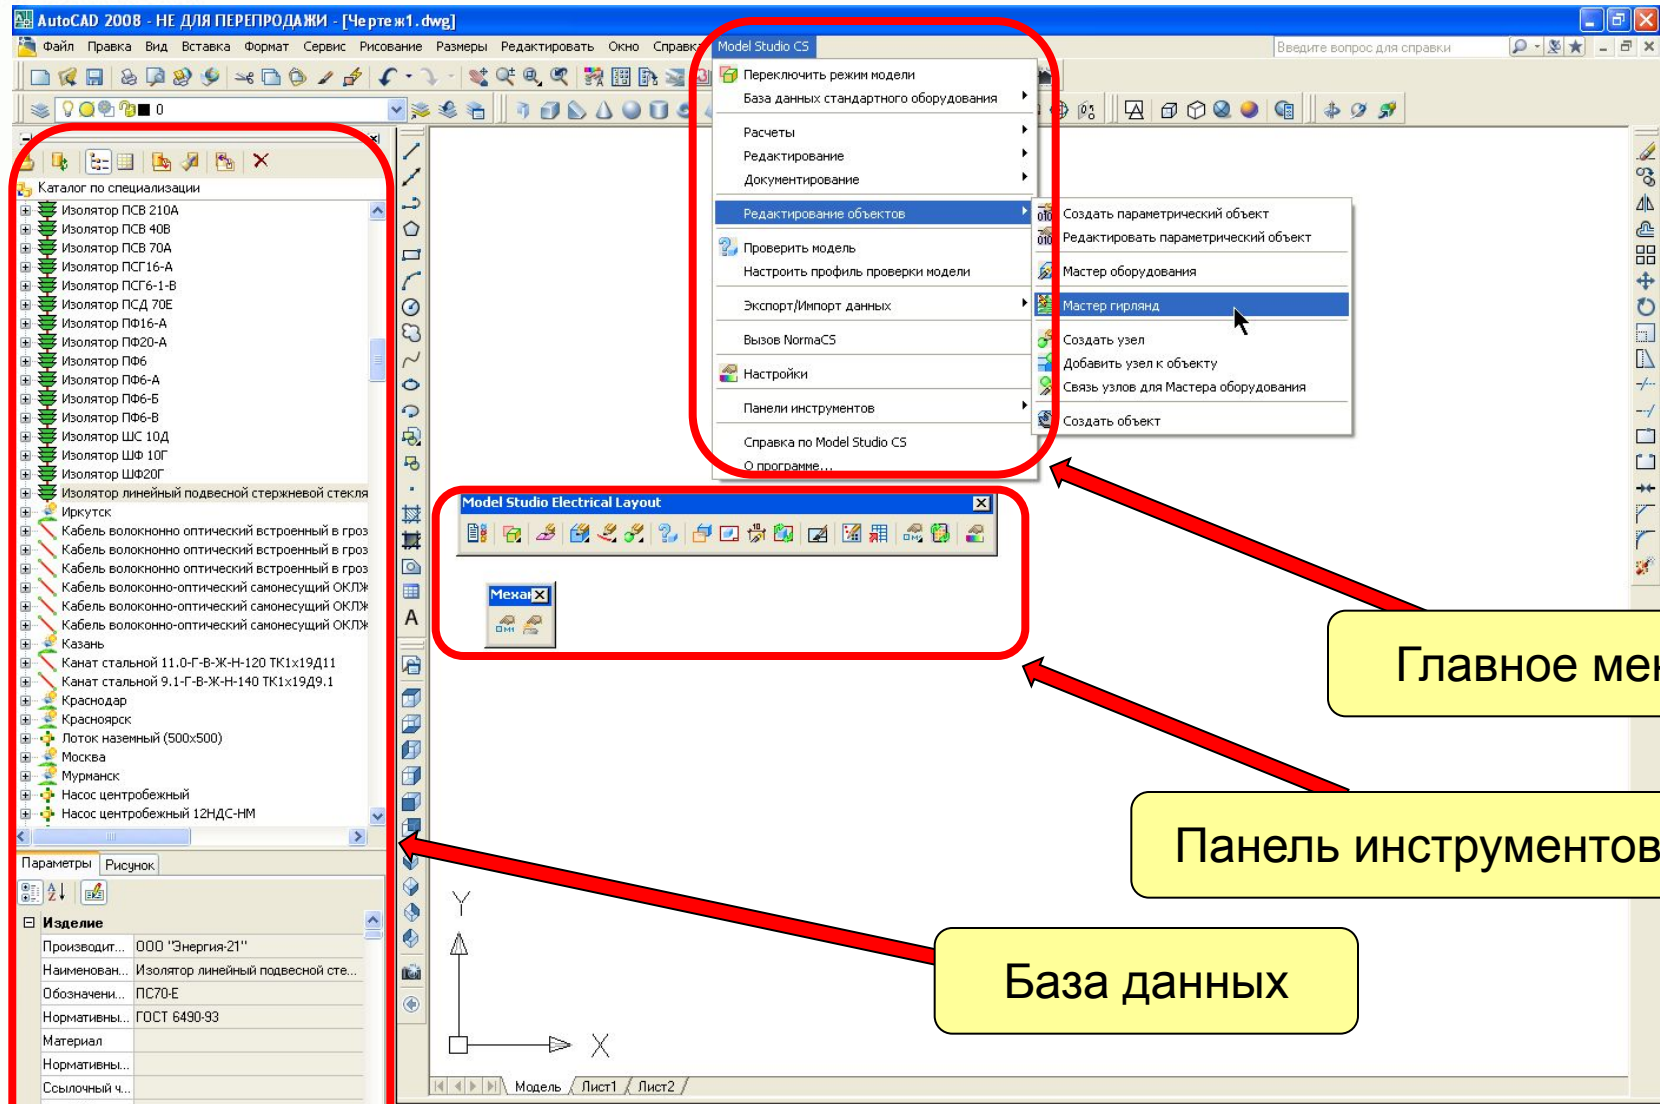 AutoCAD 2008 - НЕ ДЛЯ ПЕРЕПРОДАЖИ - [Чертеж1.dwg]
Файл Правка Вид Вставка Формат Сервис Рисование Размеры Редактировать Окно Справка Model Studio CS
Введите вопрос для справки
0
Каталог по специализации
Изолятор ПСВ 210А
Изолятор ПСВ 40В
Изолятор ПСВ 70А
Изолятор ПСГ16-А
Изолятор ПСГ6-1-В
Изолятор ПСД 70Е
Изолятор ПФ16-А
Изолятор ПФ20-А
Изолятор ПФ6
Изолятор ПФ6-А
Изолятор ПФ6-Б
Изолятор ПФ6-В
Изолятор ШС 10Д
Изолятор ШФ 10Г
Изолятор ШФ20Г
Изолятор линейный подвесной стержневой стекля
Иркутск
Кабель волокнонно оптический встроенный в гроз
Кабель волокнонно оптический встроенный в гроз
Кабель волокнонно оптический встроенный в гроз
Кабель волоконно-оптический самонесущий ОКЛЖ
Кабель волоконно-оптический самонесущий ОКЛЖ
Кабель волоконно-оптический самонесущий ОКЛЖ
Казань
Канат стальной 11.0-Г-В-Ж-Н-120 ТК1x19Д11
Канат стальной 9.1-Г-В-Ж-Н-140 ТК1x19Д9.1
Краснодар
Красноярск
Лоток наземный (500x500)
Москва
Мурманск
Насос центробежный
Насос центробежный 12НДС-НМ
Параметры Рисунок
Изделие
Производит... ООО "Энергия-21"
Наименован... Изолятор линейный подвесной сте...
Обозначени... ПС70-Е
Нормативны... ГОСТ 6490-93
Материал
Нормативны...
Ссылочный ч...
Переключить режим модели
База данных стандартного оборудования
Расчеты
Редактирование
Документирование
Редактирование объектов
Проверить модель
Настроить профиль проверки модели
Экспорт/Импорт данных
Вызов NormaCS
Настройки
Панели инструментов
Справка по Model Studio CS
О программе...
Создать параметрический объект
Редактировать параметрический объект
Мастер оборудования
Мастер гирлянд
Создать узел
Добавить узел к объекту
Связь узлов для Мастера оборудования
Создать объект
Model Studio Electrical Layout
Меха
Главное мен
Панель инструментов
База данных
Y
X
Модель Лист1 Лист2